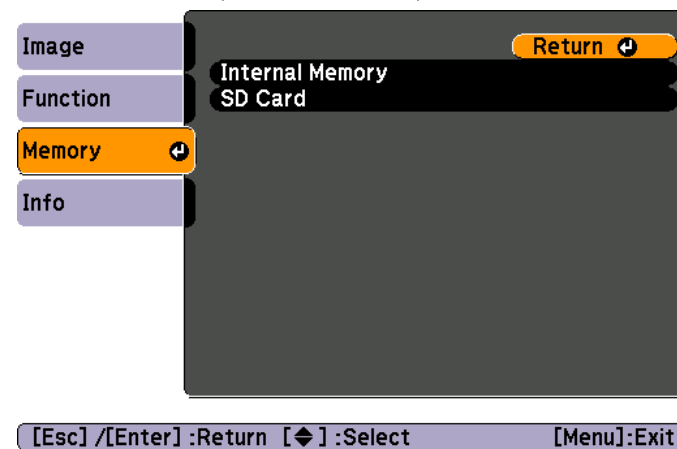 Image
Function
Memory
Info
Return
Internal Memory
SD Card
[Esc] /[Enter] :Return [◆] :Select [Menu]:Exit